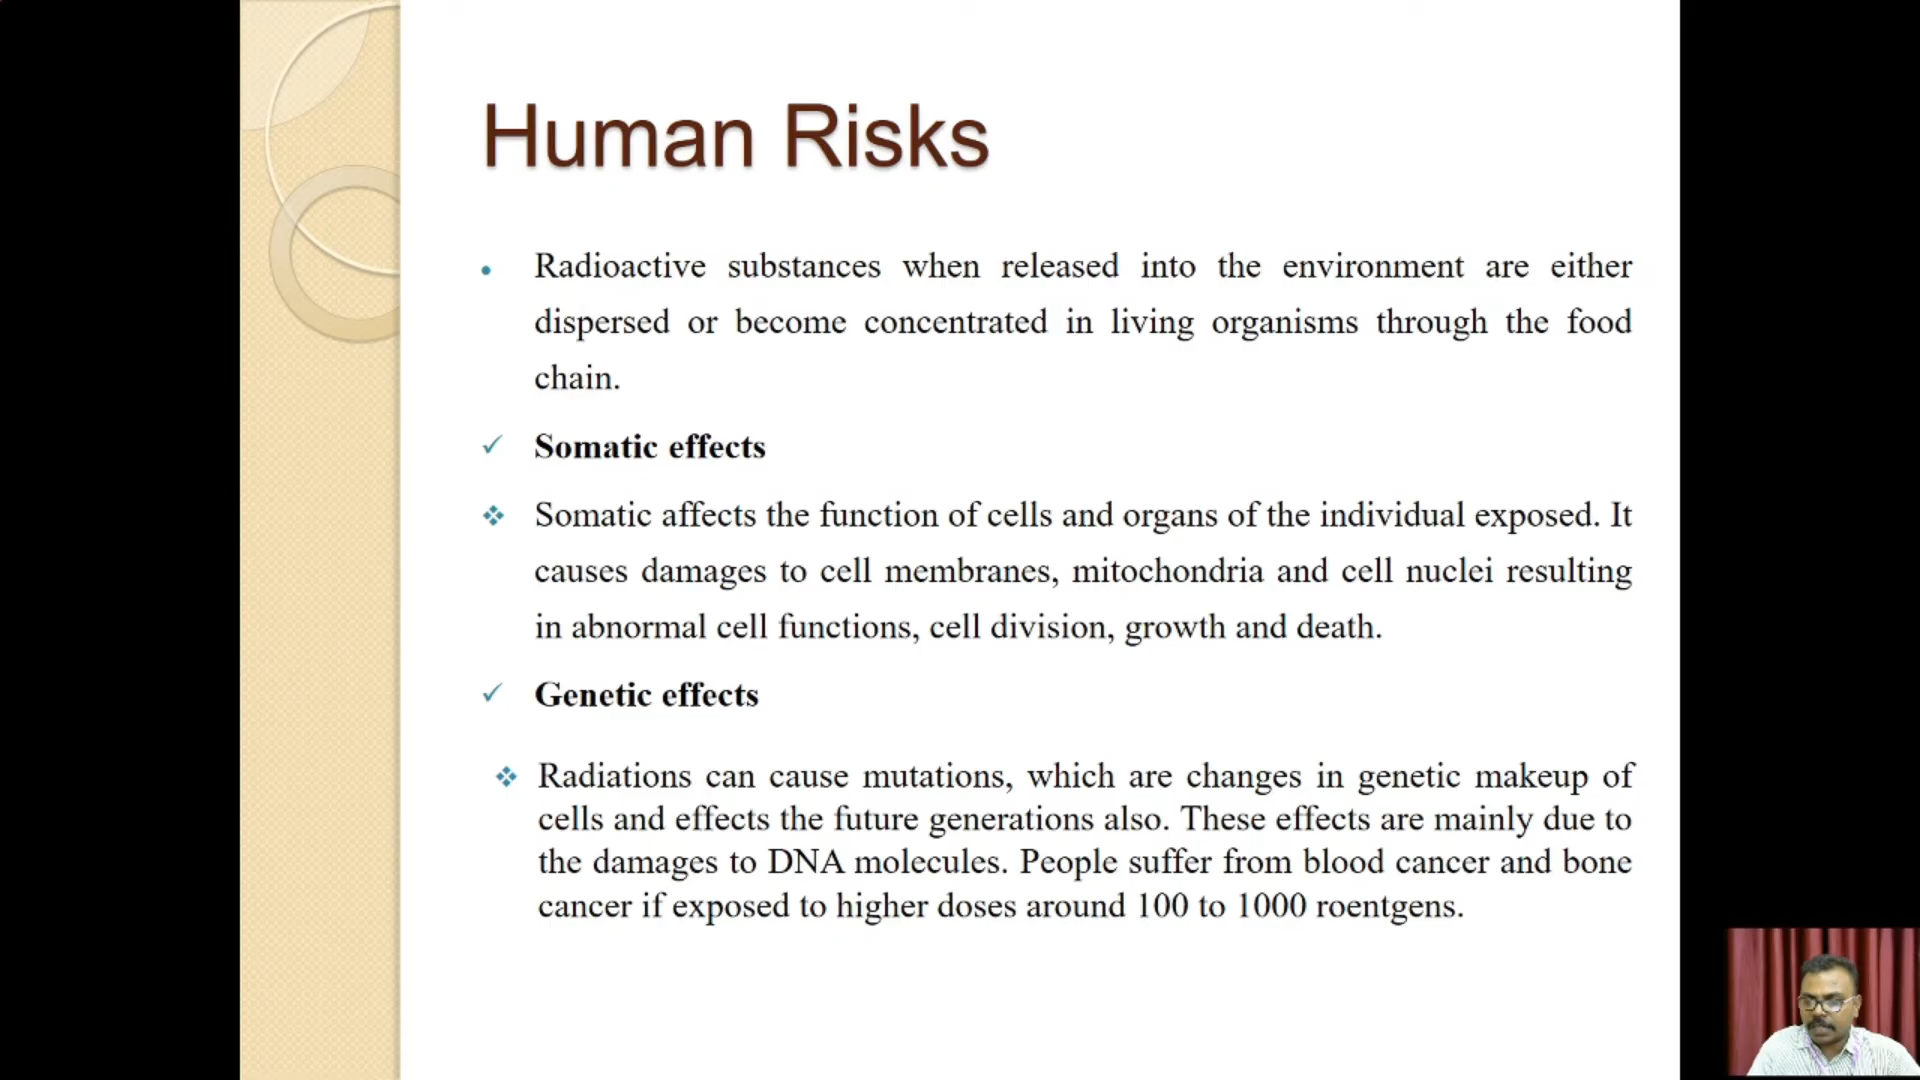 Human Risks
Radioactive substances when released into the environment are either
dispersed or become concentrated in living organisms through the food
chain.
Somatic effects
Somatic affects the function of cells and organs of the individual exposed. It
causes damages to cell membranes, mitochondria and cell nuclei resulting
in abnormal cell functions, cell division, growth and death.
Genetic effects
Radiations can cause mutations, which are changes in genetic makeup of
cells and effects the future generations also. These effects are mainly due to
the damages to DNA molecules. People suffer from blood cancer and bone
cancer if exposed to higher doses around 100 to 1000 roentgens.